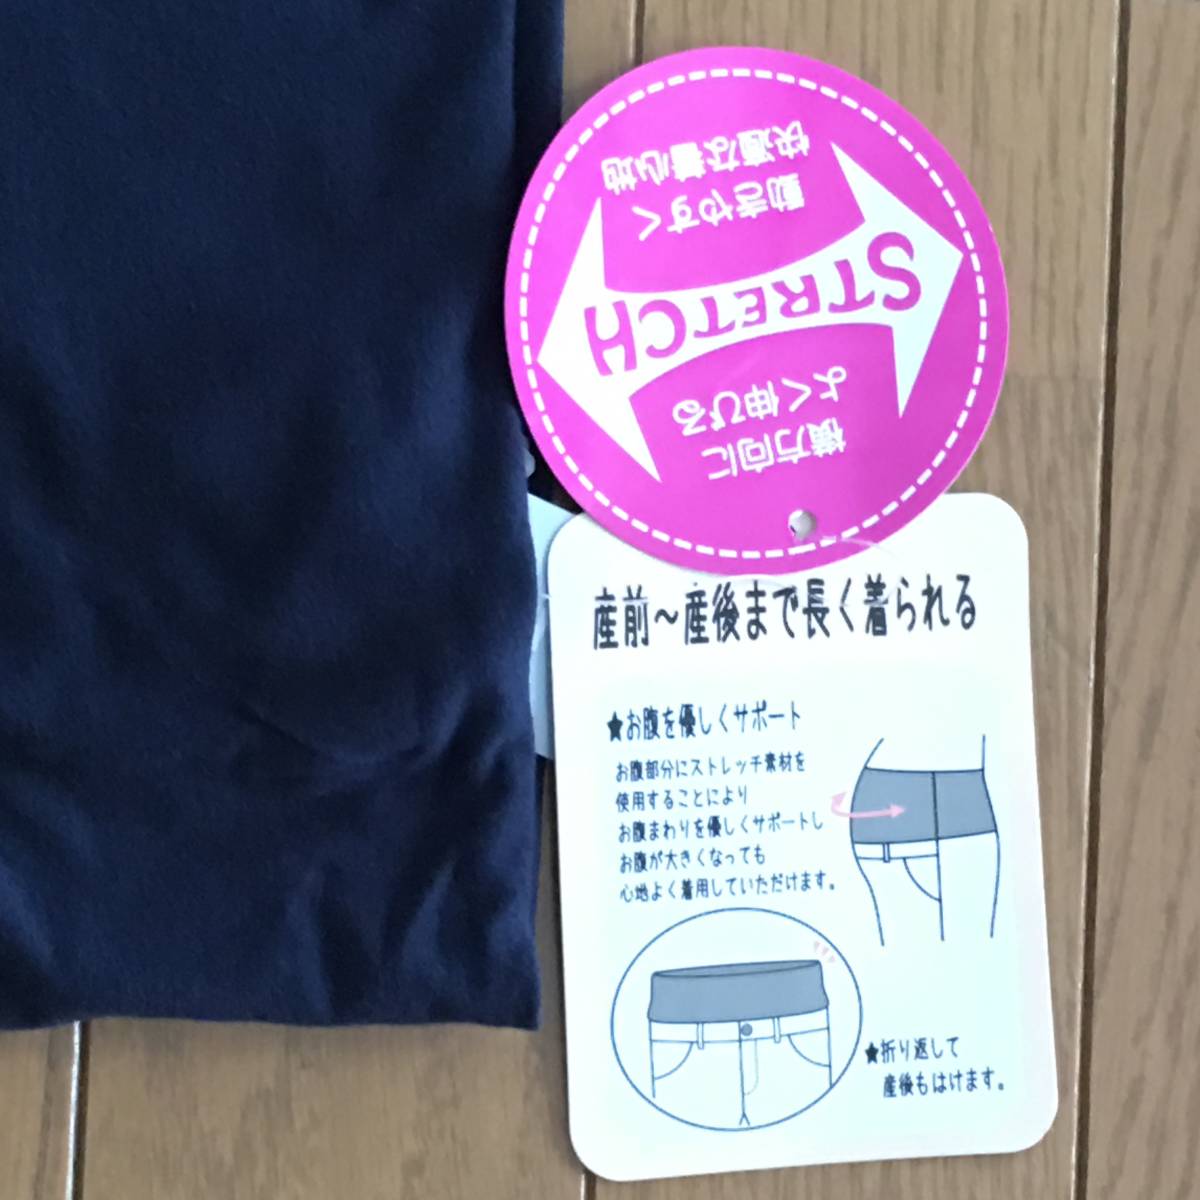 横方向に
よく伸びる
STRETCH
動きやすく
快適な着心地
産前～産後まで長く着られる
★お腹を優しくサポート
お腹部分にストレッチ素材を
使用することにより
お腹まわりを優しくサポートし
お腹が大きくなっても
心地よく着用していただけます。
★折り返して
産後もはけます。